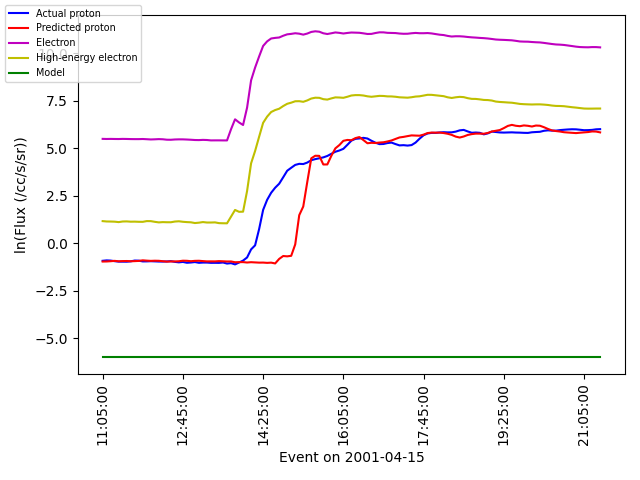 Actual proton
Predicted proton
Electron
High-energy electron
Model
7.5
5.0
2.5
0.0
−2.5
−5.0
ln(Flux (/cc/s/sr))
11:05:00
12:45:00
14:25:00
16:05:00
17:45:00
19:25:00
21:05:00
Event on 2001-04-15